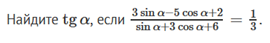 Найдите tg α, если (3 sin α−5 cos α+2)/(sin α+3 cos α+6) = 1/3.